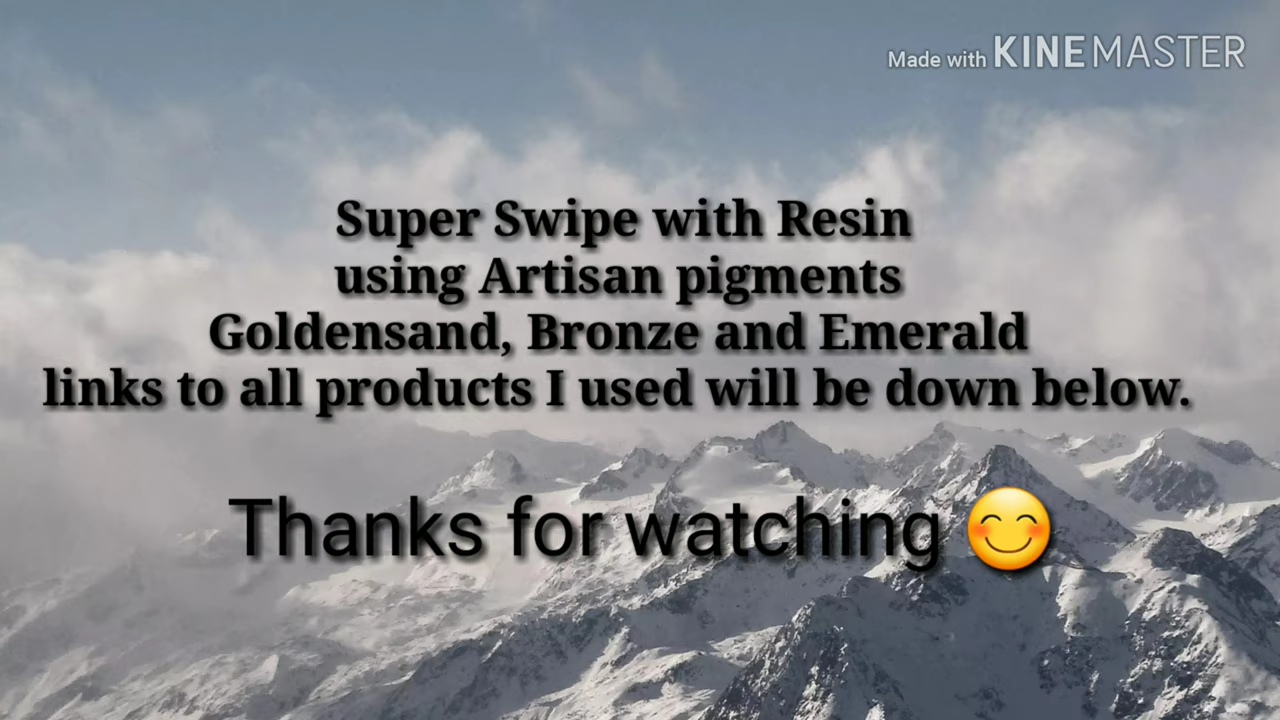 Made with KINEMASTER
Super Swipe with Resin
using Artisan pigments
Goldensand, Bronze and Emerald
links to all products I used will be down below.
Thanks for watching 😊